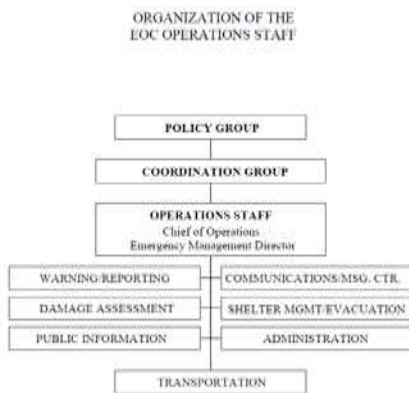 ORGANIZATION OF THE
EOC OPERATIONS STAFF
POLICY GROUP
COORDINATION GROUP
OPERATIONS STAFF
Chief of Operations
Emergency Management Director
WARNING/REPORTING
COMMUNICATIONS/MSG. CTR.
DAMAGE ASSESSMENT
SHELTER MGMT/EVACUATION
PUBLIC INFORMATION
ADMINISTRATION
TRANSPORTATION